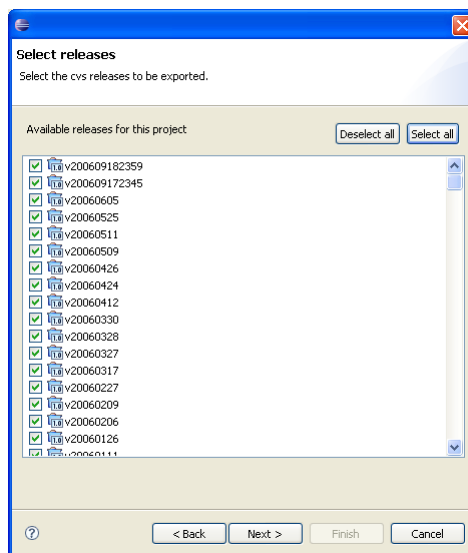 Select releases
Select the cvs releases to be exported.
Available releases for this project
Deselect all
Select all
v200609182359
v200609172345
v20060605
v20060525
v20060511
v20060509
v20060426
v20060424
v20060412
v20060330
v20060328
v20060327
v20060317
v20060227
v20060209
v20060206
v20060126
v20060111
< Back
Next >
Finish
Cancel